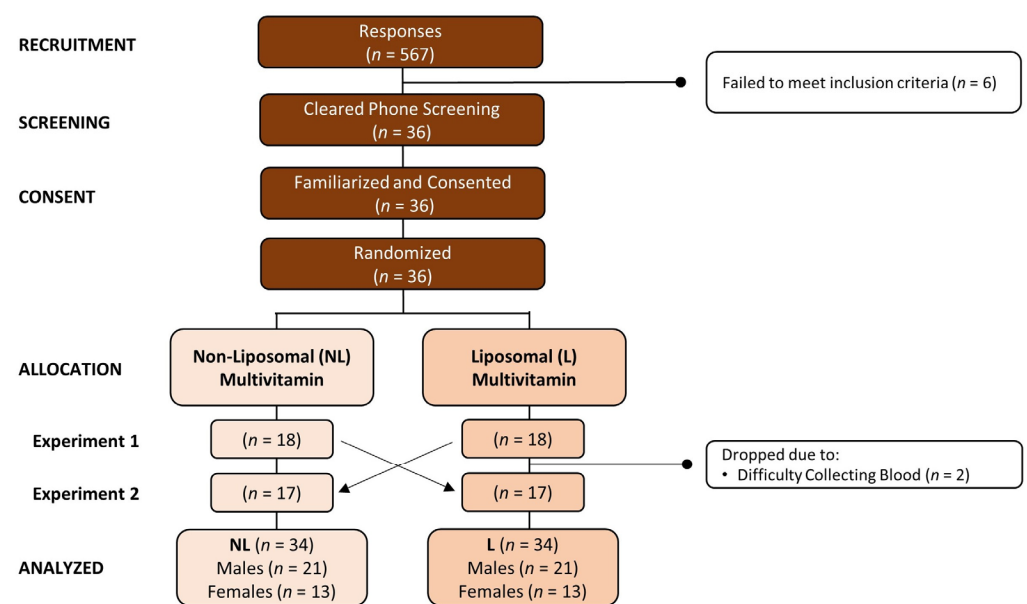 RECRUITMENT
Responses
(n = 567)
Failed to meet inclusion criteria (n = 6)
SCREENING
Cleared Phone Screening
(n = 36)
CONSENT
Familiarized and Consented
(n = 36)
Randomized
(n = 36)
ALLOCATION
Non-Liposomal (NL)
Multivitamin
Liposomal (L)
Multivitamin
Experiment 1
(n = 18)
(n = 18)
Dropped due to:
• Difficulty Collecting Blood (n = 2)
Experiment 2
(n = 17)
(n = 17)
ANALYZED
NL (n = 34)
Males (n = 21)
Females (n = 13)
L (n = 34)
Males (n = 21)
Females (n = 13)